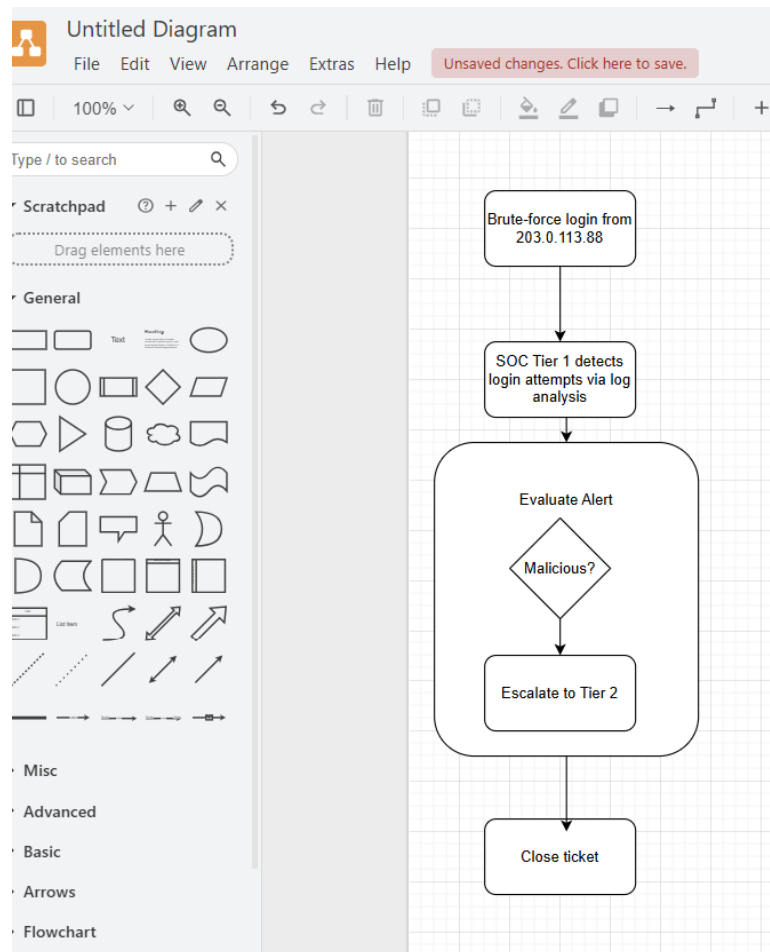 Untitled Diagram
File Edit View Arrange Extras Help Unsaved changes. Click here to save.
100%
Type / to search
Scratchpad
Drag elements here
General
Text
Heading
List Item
Misc
Advanced
Basic
Arrows
Flowchart
Brute-force login from
203.0.113.88
SOC Tier 1 detects
login attempts via log
analysis
Evaluate Alert
Malicious?
Escalate to Tier 2
Close ticket